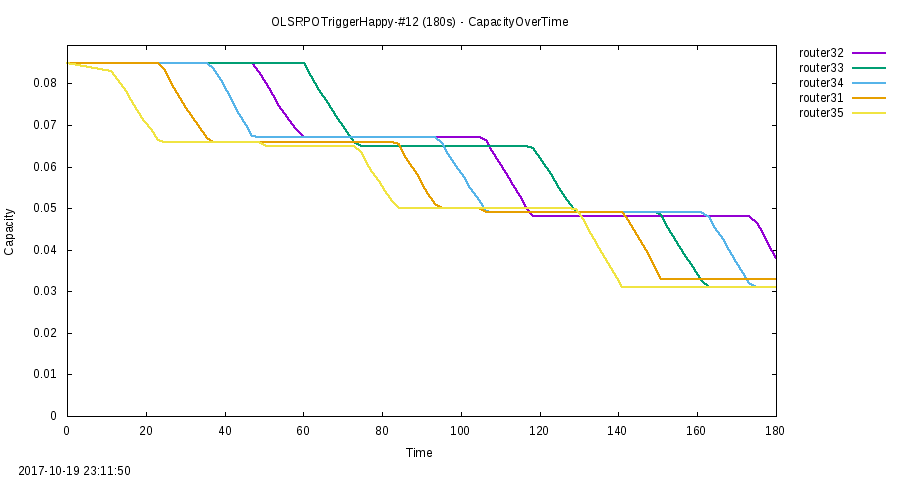 OLSRPOTriggerHappy-#12 (180s) - CapacityOverTime
router32
router33
router34
router31
router35
0.08
0.07
0.06
0.05
0.04
0.03
0.02
0.01
0
Capacity
0 20 40 60 80 100 120 140 160 180
Time
2017-10-19 23:11:50